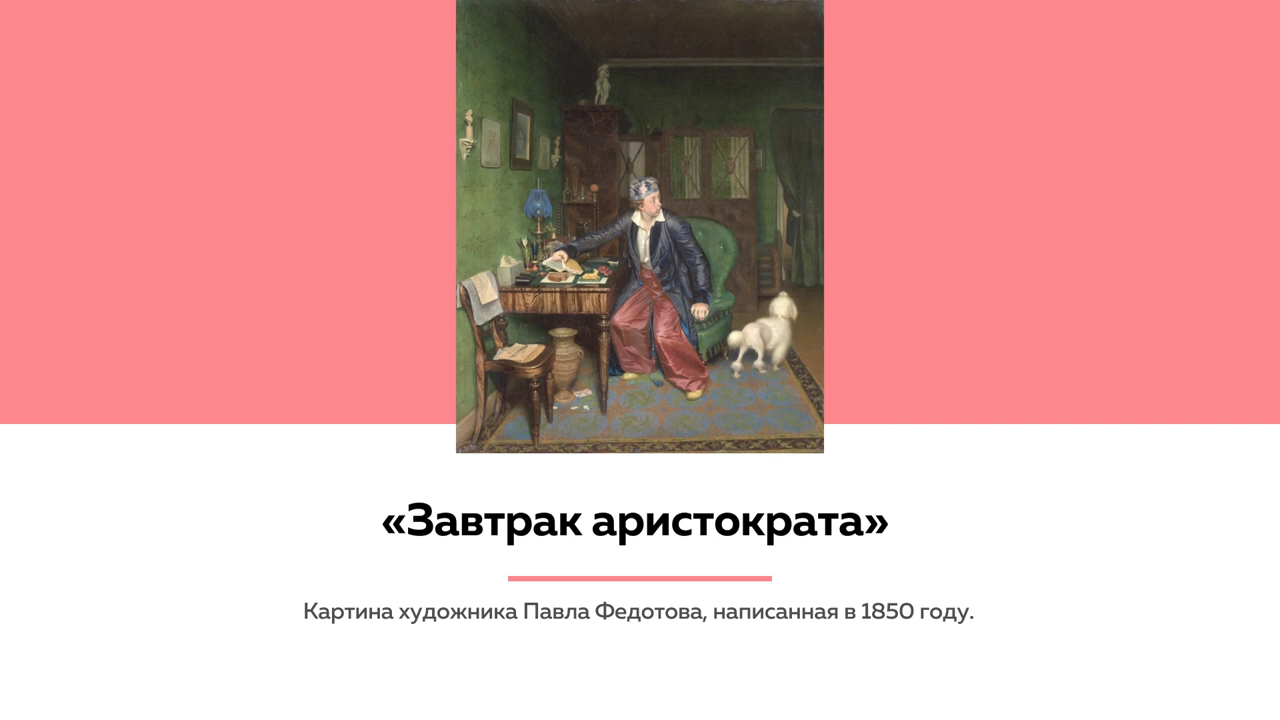 «Завтрак аристократа»
Картина художника Павла Федотова, написанная в 1850 году.